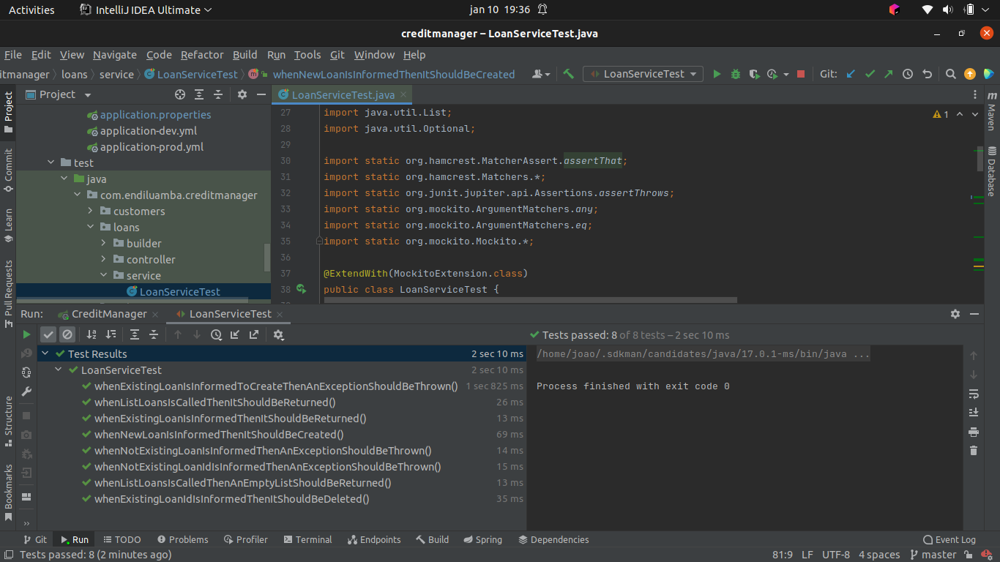 Activities IntelliJ IDEA Ultimate jan 10 19:36
creditmanager – LoanServiceTest.java
File Edit View Navigate Code Refactor Build Run Tools Git Window Help
itmanager loans service LoanServiceTest whenNewLoanIsInformedThenItShouldBeCreated LoanServiceTest Git:
Project
LoanServiceTest.java
application.properties
application-dev.yml
application-prod.yml
test
java
com.endiluamba.creditmanager
customers
loans
builder
controller
service
LoanServiceTest
27 import java.util.List;
28 import java.util.Optional;
29
30 import static org.hamcrest.MatcherAssert.assertThat;
31 import static org.hamcrest.Matchers.*;
32 import static org.junit.jupiter.api.Assertions.assertThrows;
33 import static org.mockito.ArgumentMatchers.any;
34 import static org.mockito.ArgumentMatchers.eq;
35 import static org.mockito.Mockito.*;
36
37 @ExtendWith(MockitoExtension.class)
38 public class LoanServiceTest {
1
Project
Commit
Learn
Pull Requests
Structure
Bookmarks
m Maven
Database
Run: CreditManager LoanServiceTest
Tests passed: 8 of 8 tests – 2 sec 10 ms
Test Results 2 sec 10 ms
LoanServiceTest 2 sec 10 ms
whenExistingLoanIsInformedToCreateThenAnExceptionShouldBeThrown() 1 sec 825 ms
whenListLoansIsCalledThenItShouldBeReturned() 26 ms
whenExistingLoanIsInformedThenItShouldBeReturned() 13 ms
whenNewLoanIsInformedThenItShouldBeCreated() 69 ms
whenNotExistingLoanIsInformedThenAnExceptionShouldBeThrown() 14 ms
whenNotExistingLoanIdIsInformedThenAnExceptionShouldBeThrown() 15 ms
whenListLoansIsCalledThenAnEmptyListShouldBeReturned() 13 ms
whenExistingLoanIdIsInformedThenItShouldBeDeleted() 35 ms
/home/joao/.sdkman/candidates/java/17.0.1-ms/bin/java ...
Process finished with exit code 0
Git Run TODO Problems Profiler Terminal Endpoints Build Spring Dependencies Event Log
Tests passed: 8 (2 minutes ago) 81:9 LF UTF-8 4 spaces master